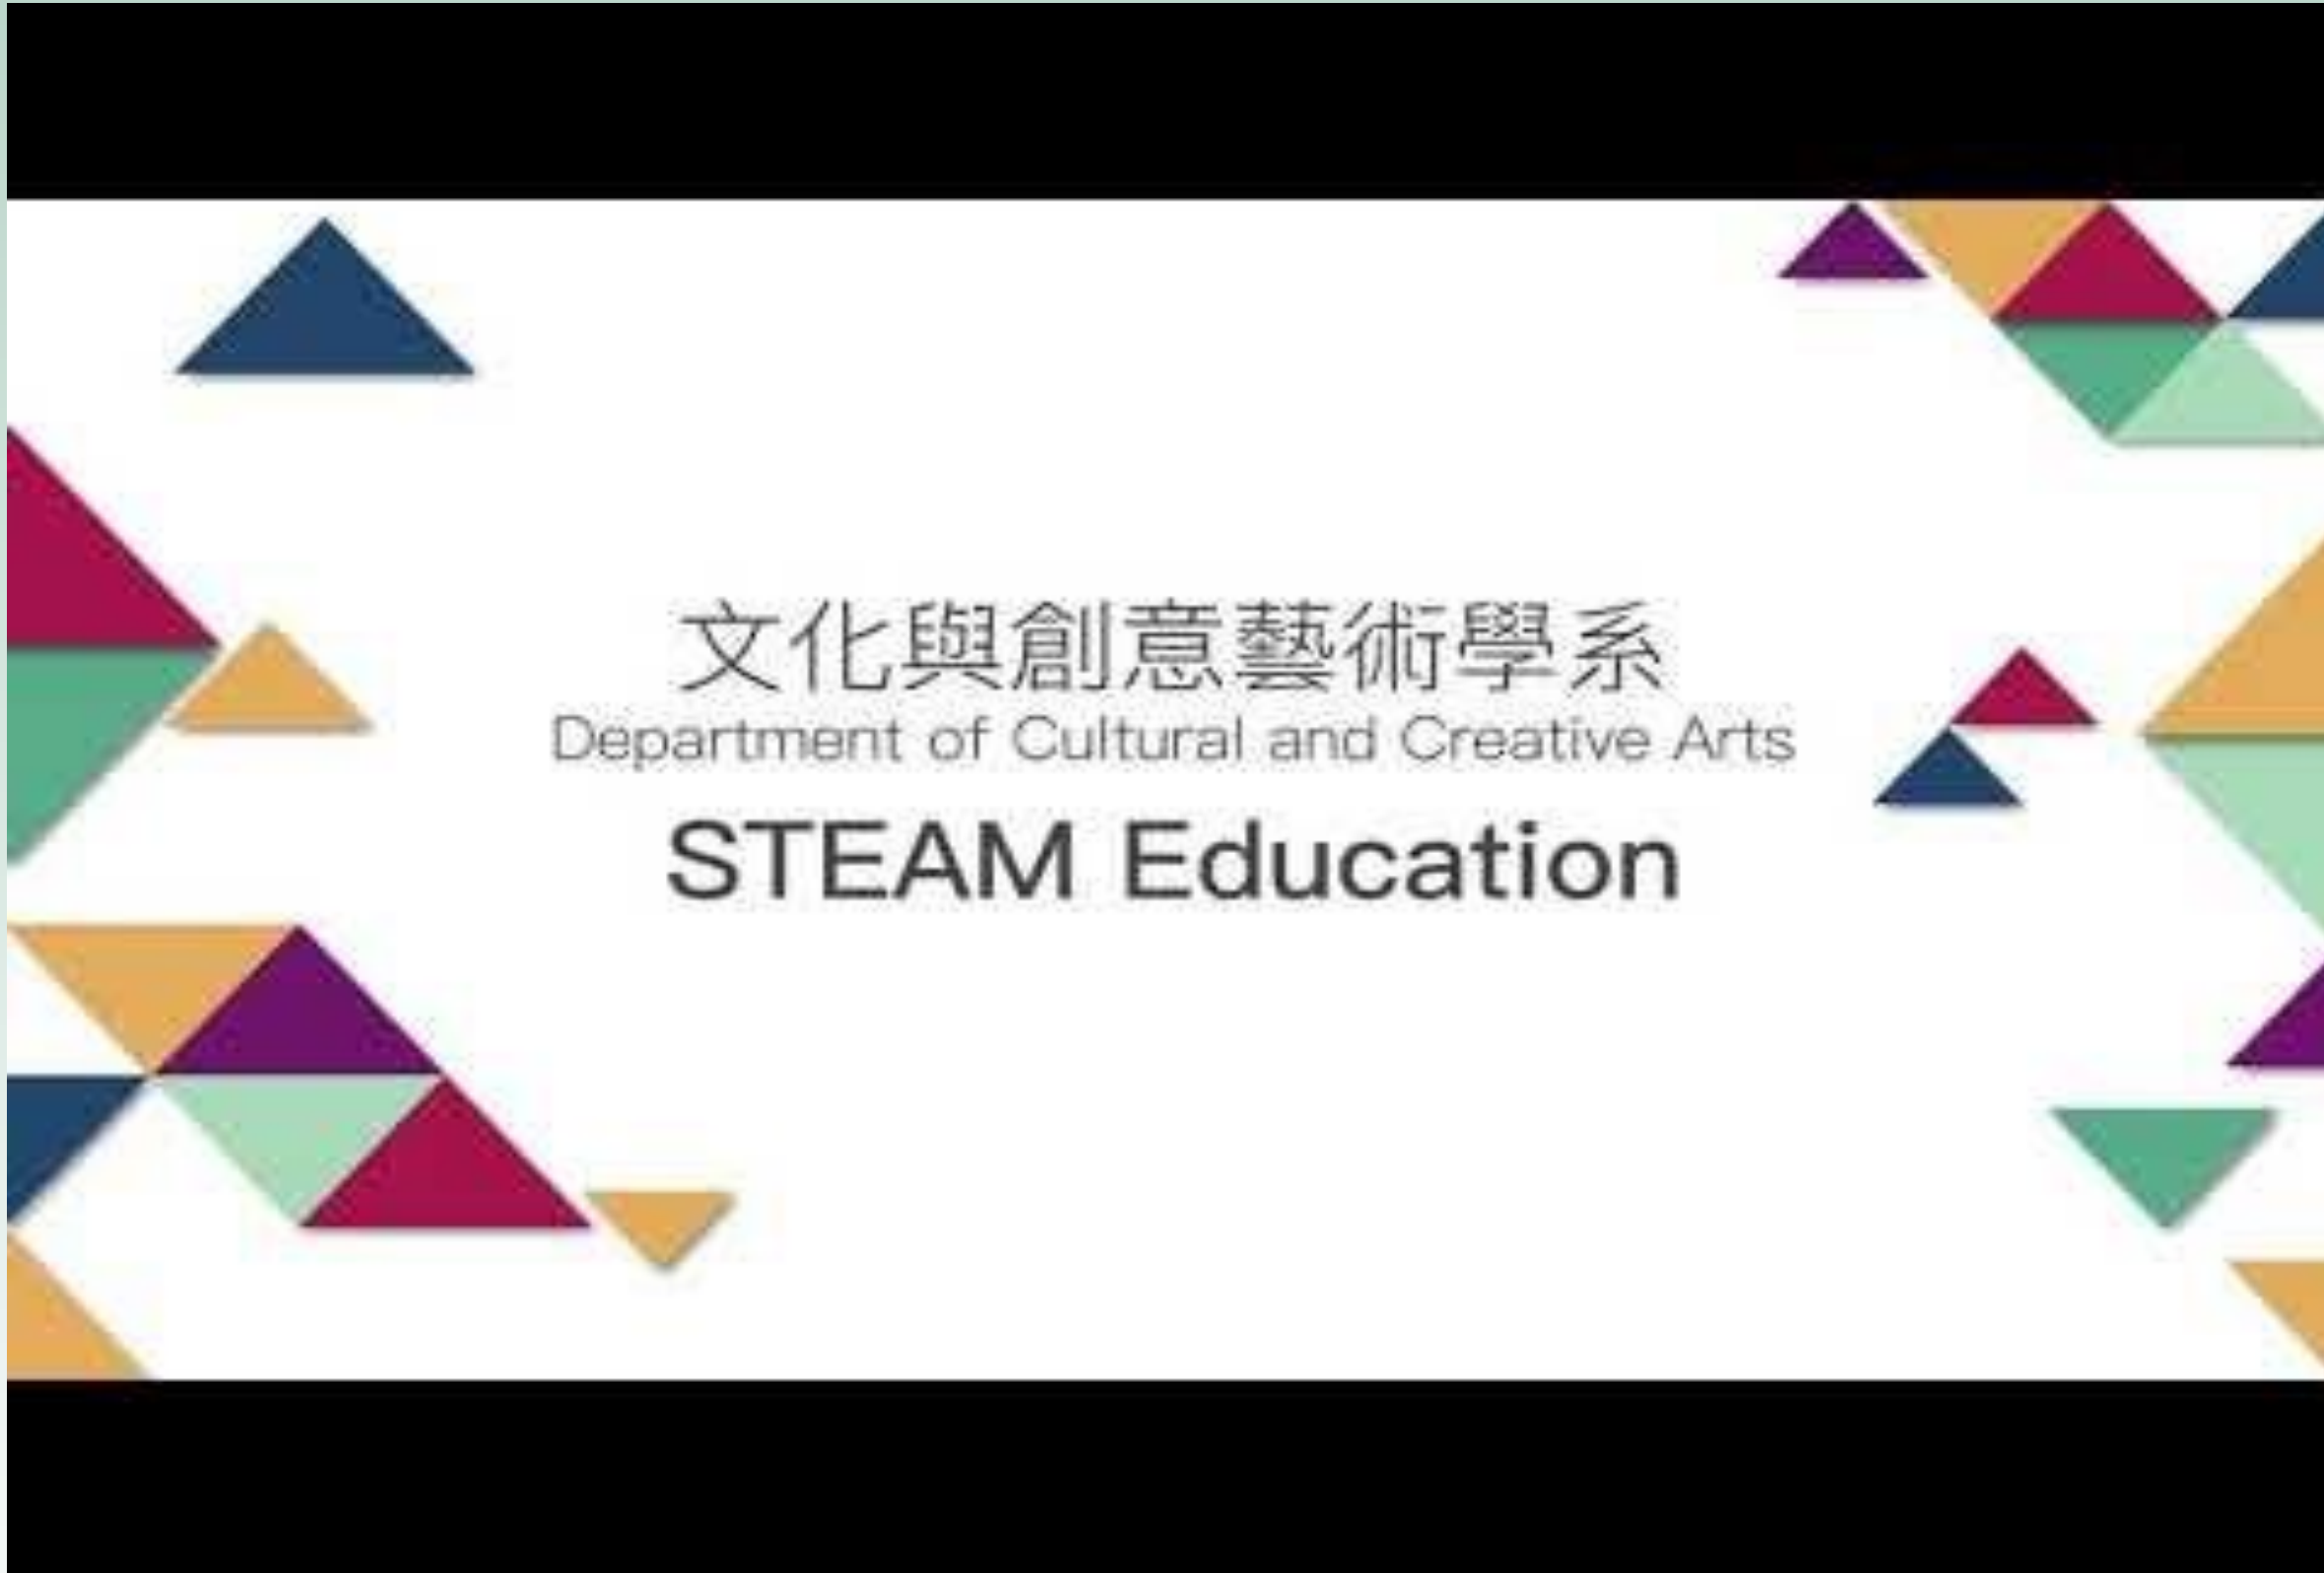 文化與創意藝術學系
Department of Cultural and Creative Arts
STEAM Education